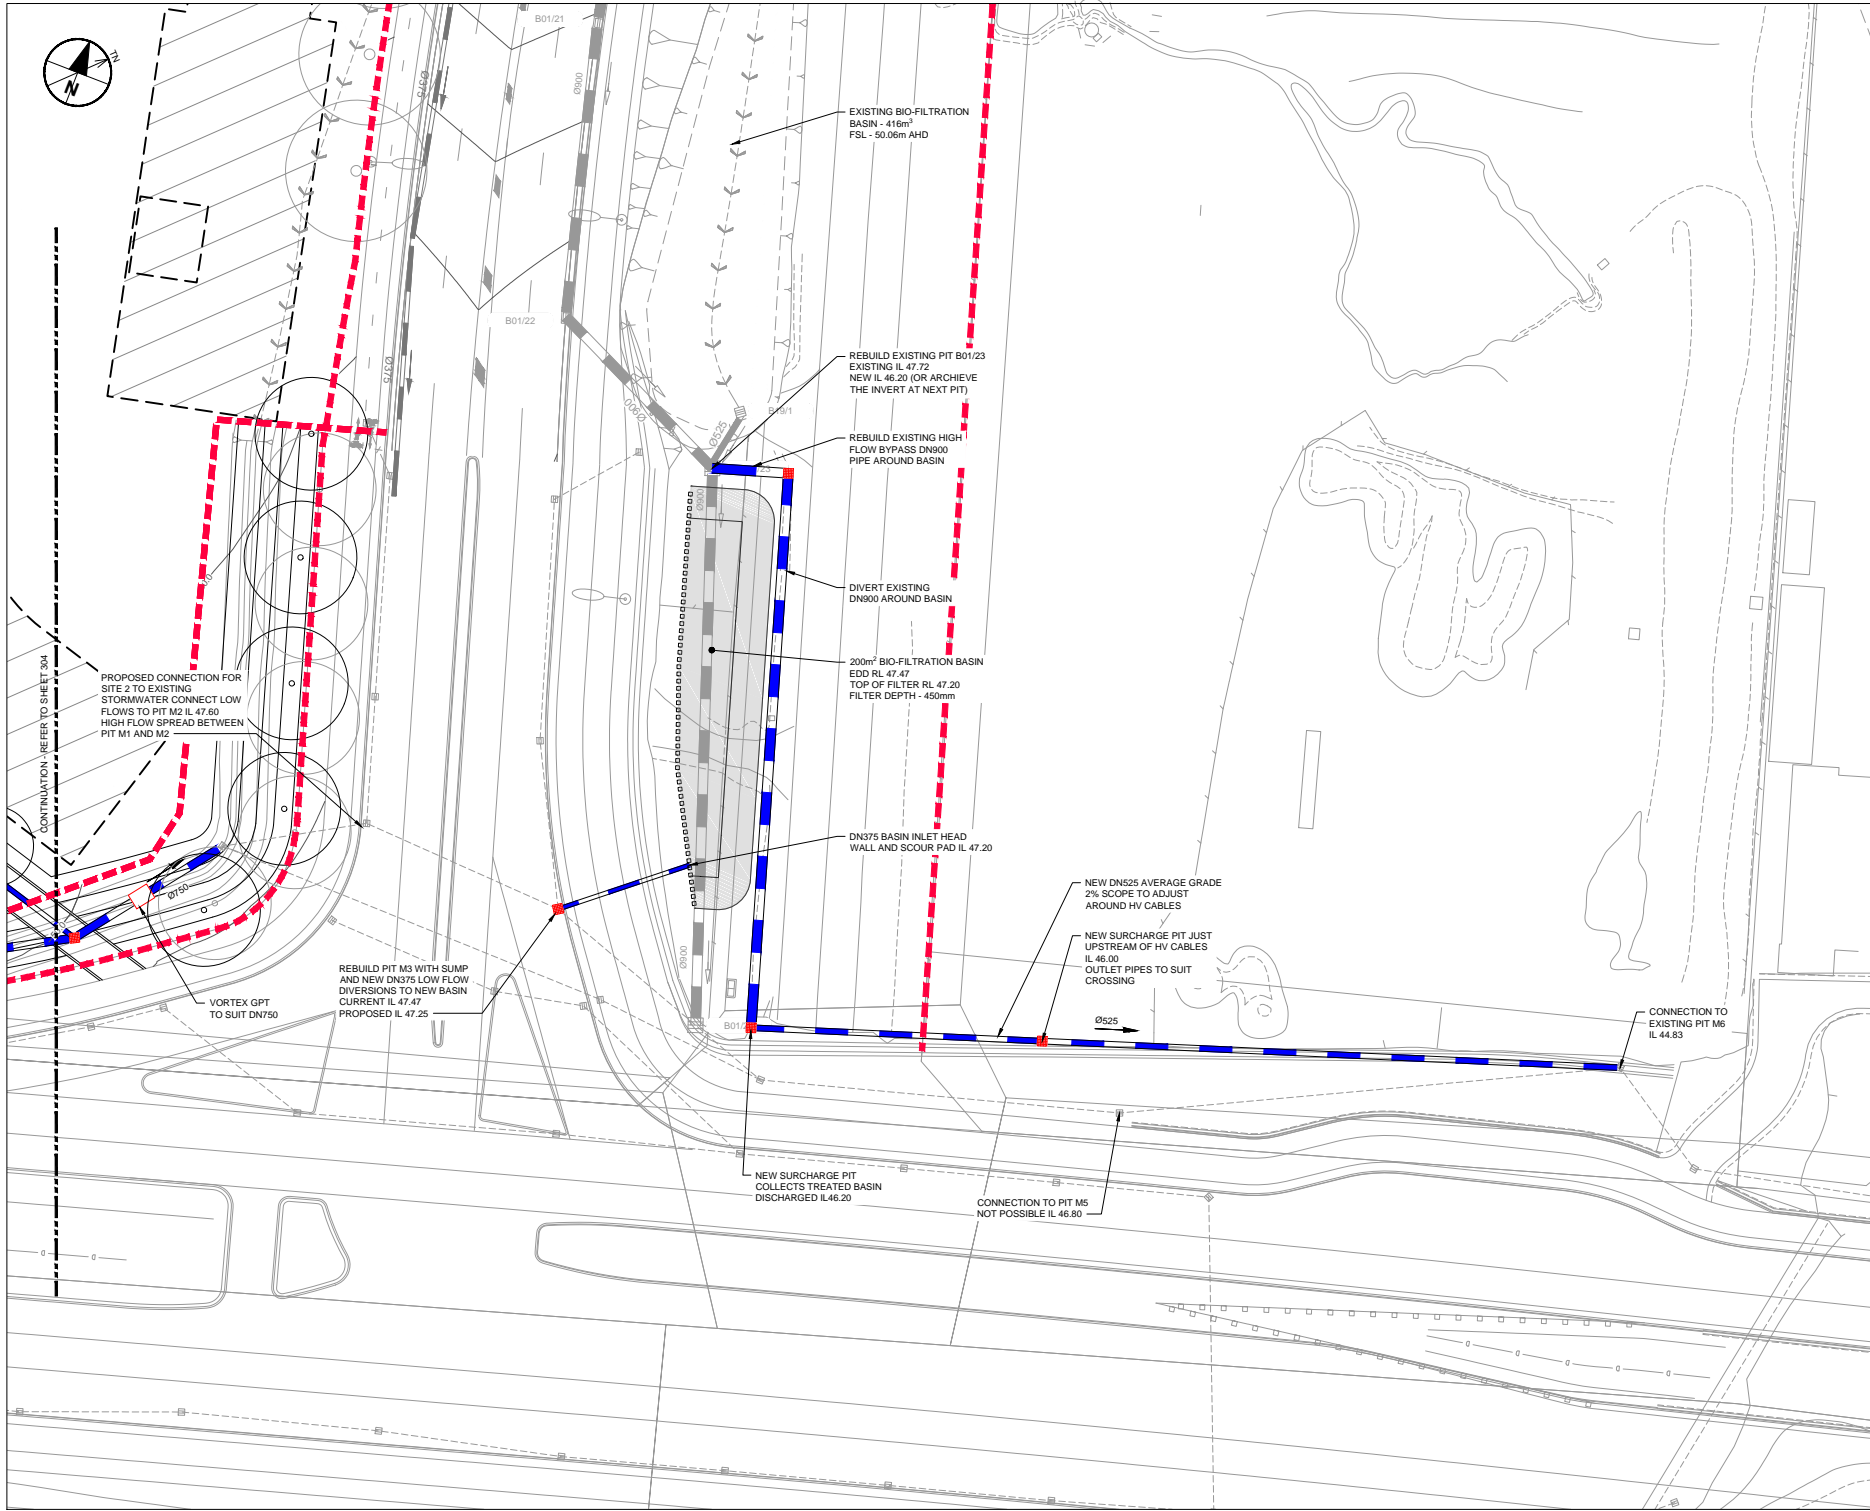 TN
N
B01/21
Ø375
Ø900
EXISTING BIO-FILTRATION
BASIN - 416m³
FSL - 50.06m AHD
B01/22
Ø375
REBUILD EXISTING PIT B01/23
EXISTING IL 47.72
NEW IL 46.20 (OR ARCHIEVE
THE INVERT AT NEXT PIT)
Ø900
B19/1
Ø525
REBUILD EXISTING HIGH
FLOW BYPASS DN900
PIPE AROUND BASIN
Ø900
DIVERT EXISTING
DN900 AROUND BASIN
200m² BIO-FILTRATION BASIN
EDD RL 47.47
TOP OF FILTER RL 47.20
FILTER DEPTH - 450mm
CONTINUATION - REFER TO SHEET 304
PROPOSED CONNECTION FOR
SITE 2 TO EXISTING
STORMWATER CONNECT LOW
FLOWS TO PIT M2 IL 47.60
HIGH FLOW SPREAD BETWEEN
PIT M1 AND M2
DN375 BASIN INLET HEAD
WALL AND SCOUR PAD IL 47.20
Ø750
NEW DN525 AVERAGE GRADE
2% SCOPE TO ADJUST
AROUND HV CABLES
NEW SURCHARGE PIT JUST
UPSTREAM OF HV CABLES
IL 46.00
OUTLET PIPES TO SUIT
CROSSING
Ø900
REBUILD PIT M3 WITH SUMP
AND NEW DN375 LOW FLOW
DIVERSIONS TO NEW BASIN
CURRENT IL 47.47
PROPOSED IL 47.25
VORTEX GPT
TO SUIT DN750
Ø525
CONNECTION TO
EXISTING PIT M6
IL 44.83
NEW SURCHARGE PIT
COLLECTS TREATED BASIN
DISCHARGED IL46.20
CONNECTION TO PIT M5
NOT POSSIBLE IL 46.80